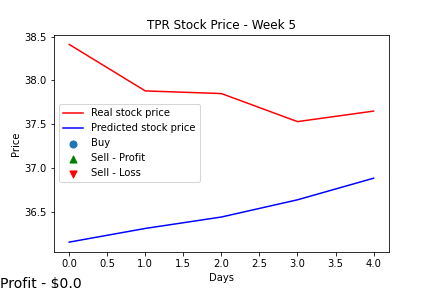 TPR Stock Price - Week 5
38.5
38.0
37.5
37.0
36.5
Price
Real stock price
Predicted stock price
Buy
Sell - Profit
Sell - Loss
0.0 0.5 1.0 1.5 2.0 2.5 3.0 3.5 4.0
Days
Profit - $0.0